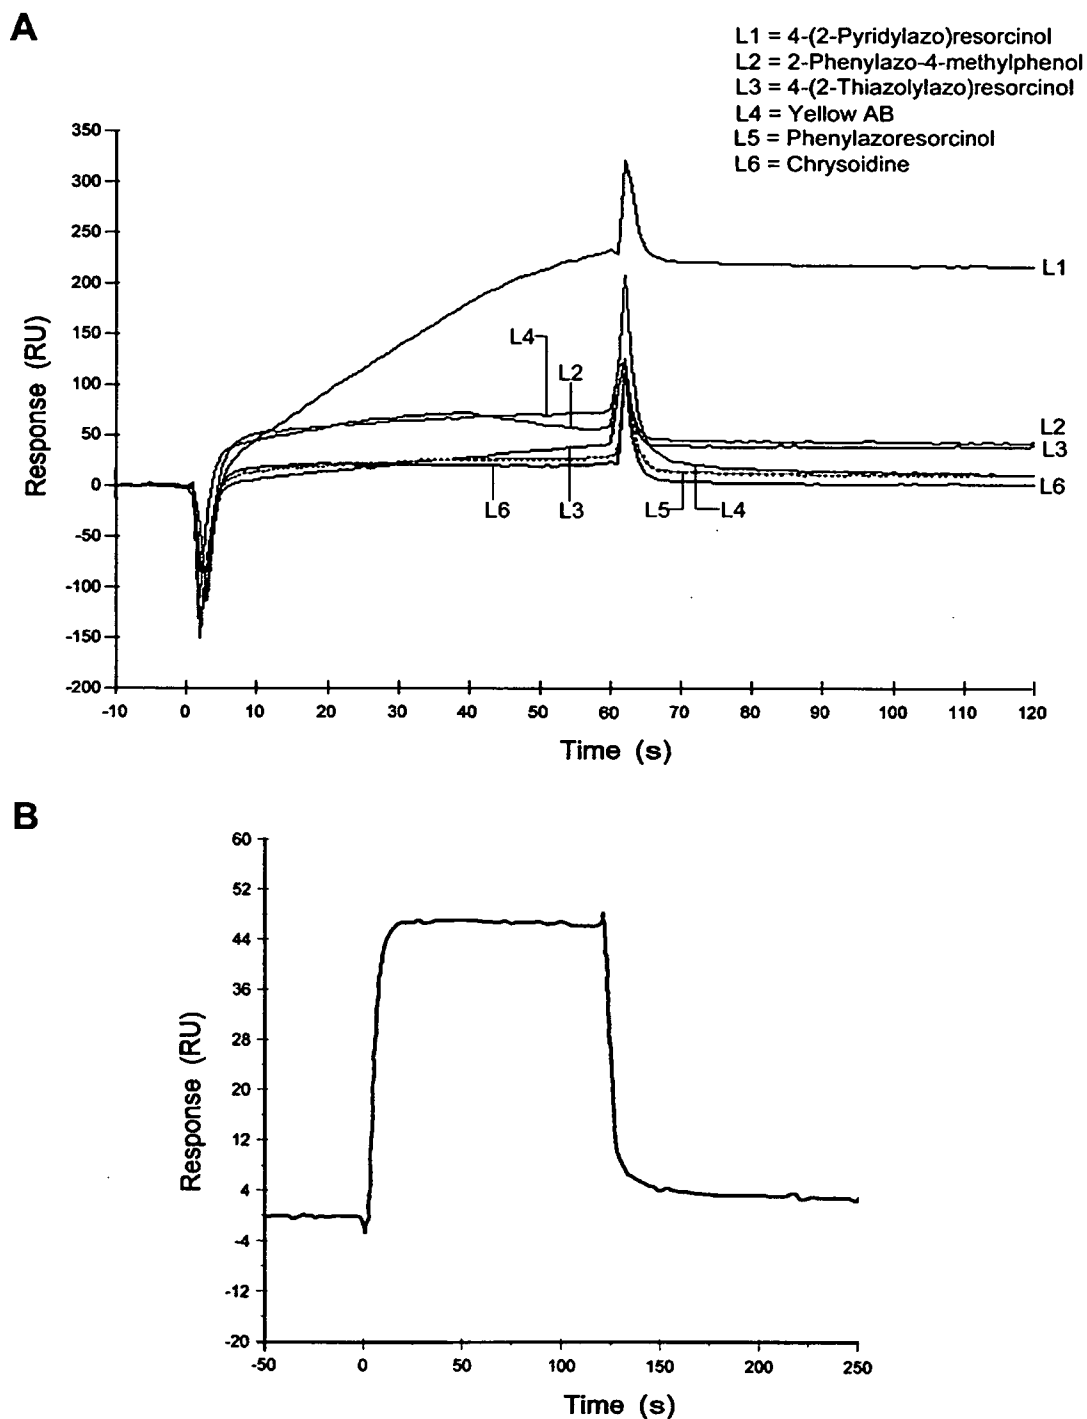 A
L1 = 4-(2-Pyridylazo)resorcinol
L2 = 2-Phenylazo-4-methylphenol
L3 = 4-(2-Thiazolylazo)resorcinol
L4 = Yellow AB
L5 = Phenylazoresorcinol
L6 = Chrysoidine
350
300
250
200
150
100
50
0
-50
-100
-150
-200
Response (RU)
L1
L4
L2
L2
L3
L6
L6
L3
L5
L4
-10 0 10 20 30 40 50 60 70 80 90 100 110 120
Time (s)
B
60
52
44
36
28
20
12
4
-4
-12
-20
Response (RU)
-50 0 50 100 150 200 250
Time (s)